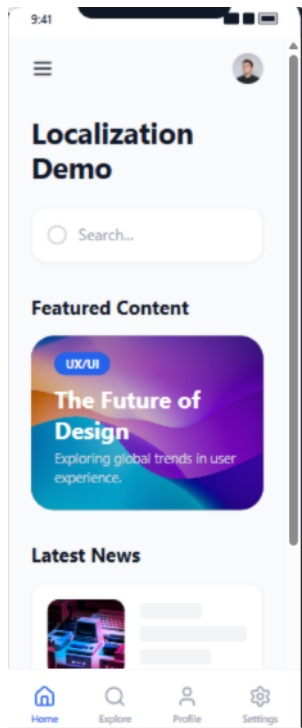 9:41
Localization
Demo
Search...
Featured Content
UX/UI
The Future of
Design
Exploring global trends in user
experience.
Latest News
Home
Explore
Profile
Settings